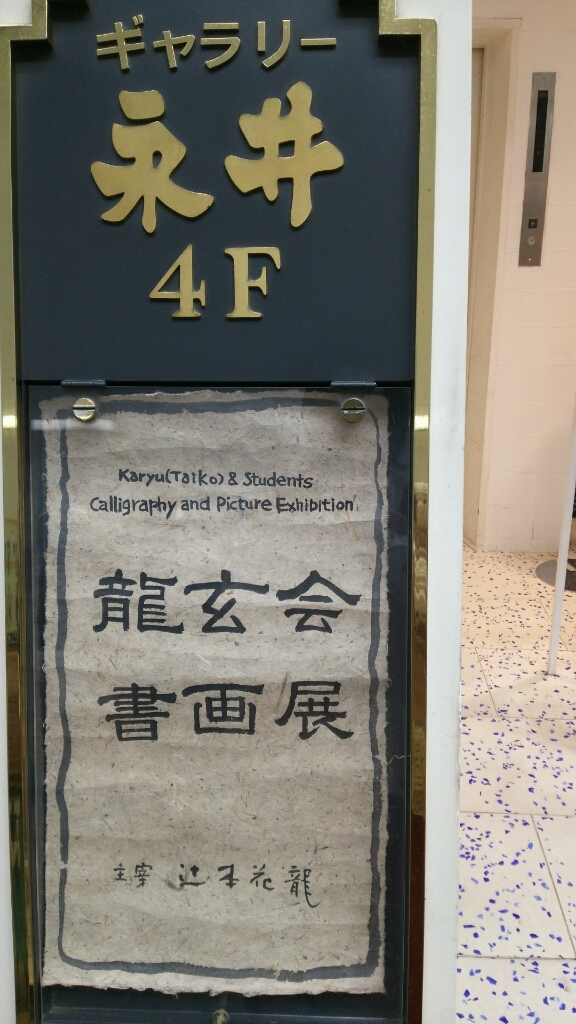 ギャラリー
永井
4F
Karyu(Taiko) & Students
Calligraphy and Picture Exhibition
龍玄会
書画展
主宰 辻本花龍